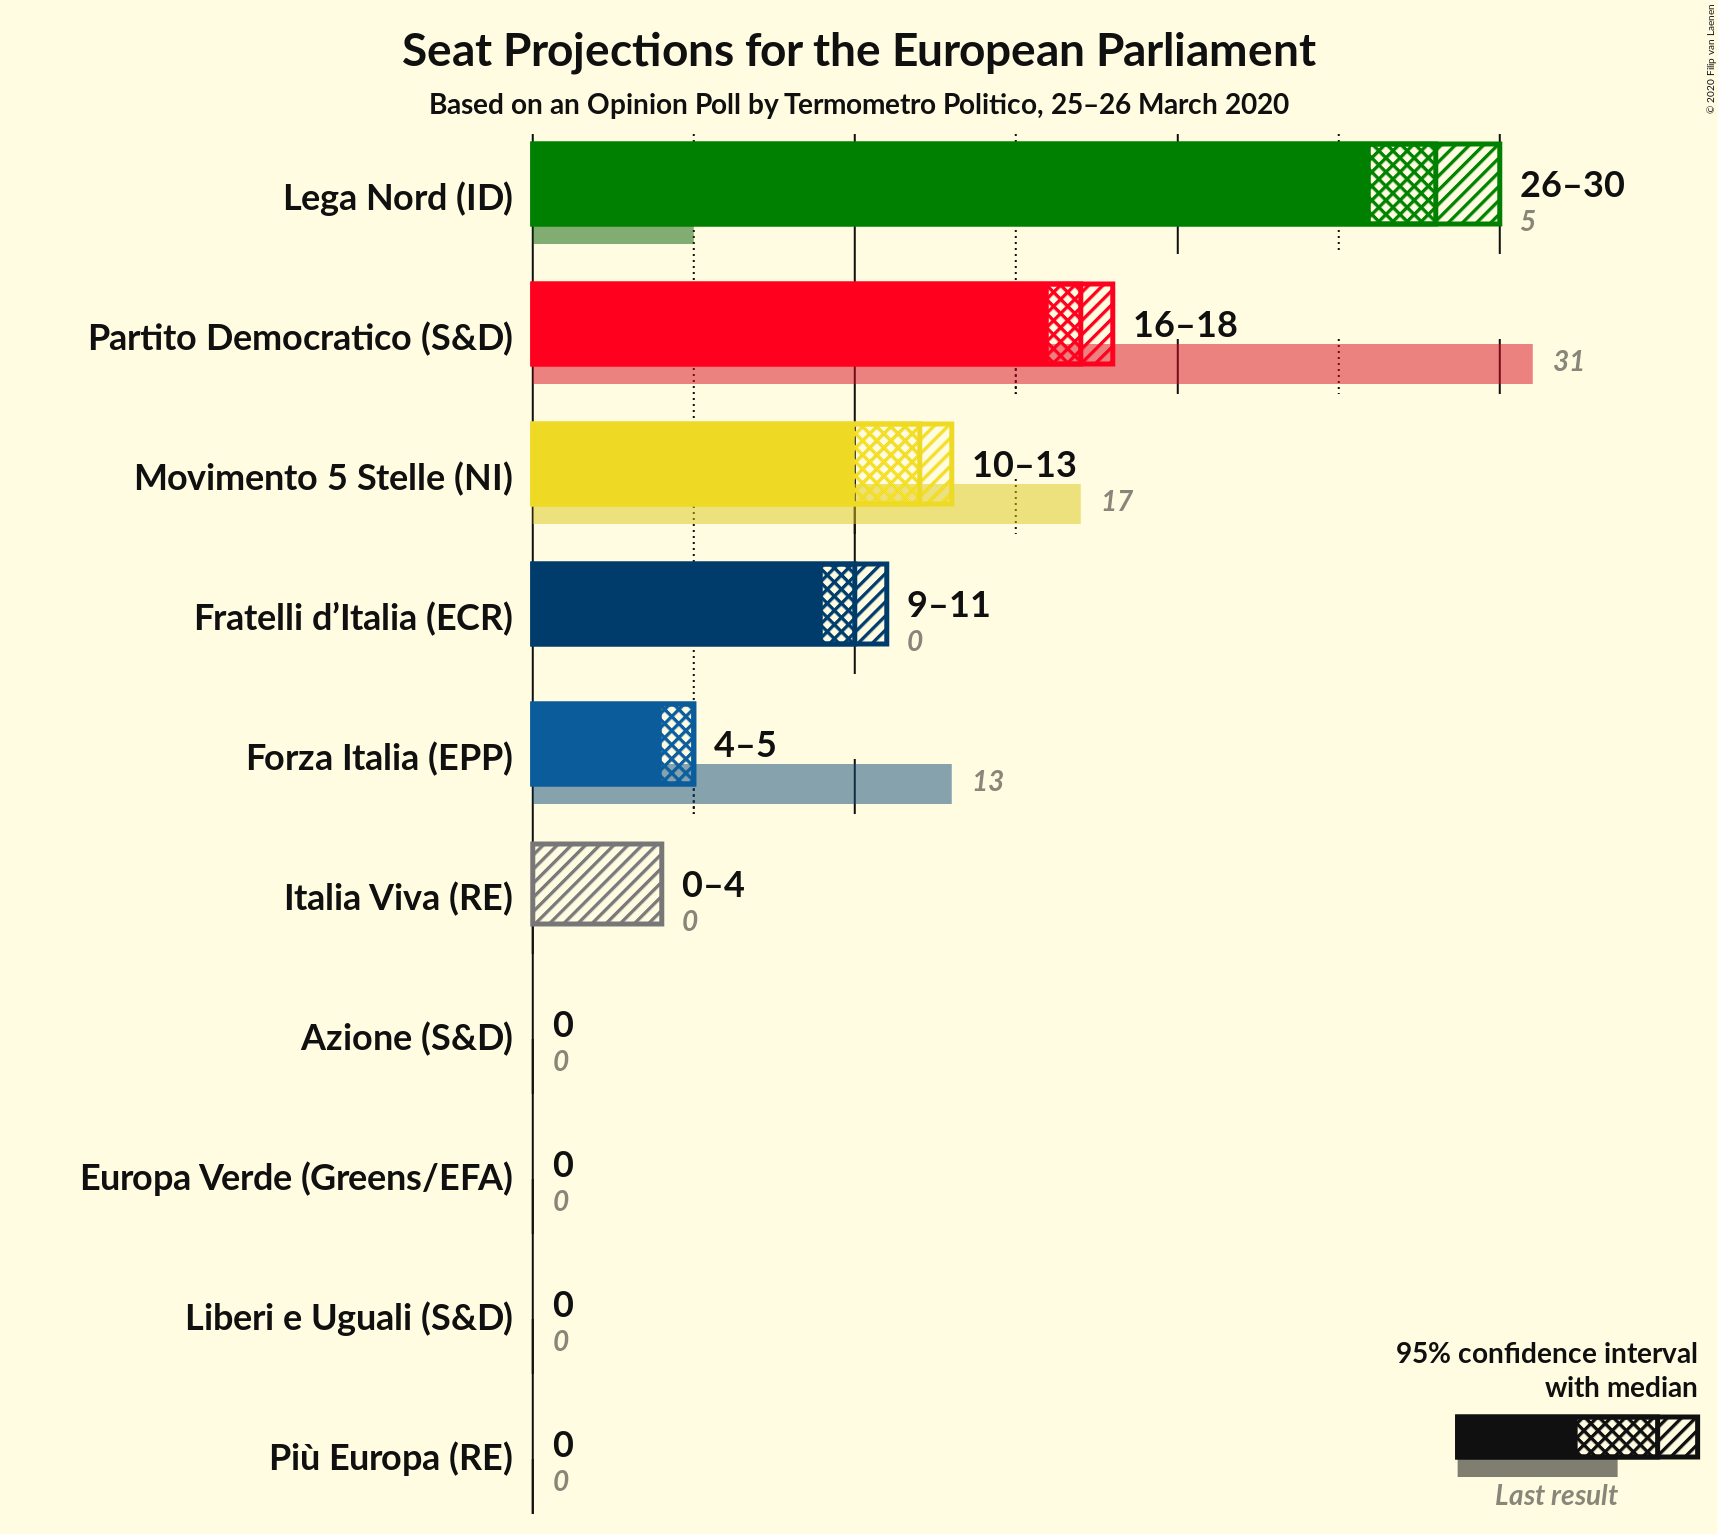 Seat Projections for the European Parliament
Based on an Opinion Poll by Termometro Politico, 25–26 March 2020
© 2020 Filip van Laenen
Lega Nord (ID)
26–30
5
Partito Democratico (S&D)
16–18
31
Movimento 5 Stelle (NI)
10–13
17
Fratelli d’Italia (ECR)
9–11
0
Forza Italia (EPP)
4–5
13
Italia Viva (RE)
0–4
0
Azione (S&D)
0
0
Europa Verde (Greens/EFA)
0
0
Liberi e Uguali (S&D)
0
0
Più Europa (RE)
0
0
95% confidence interval
with median
Last result